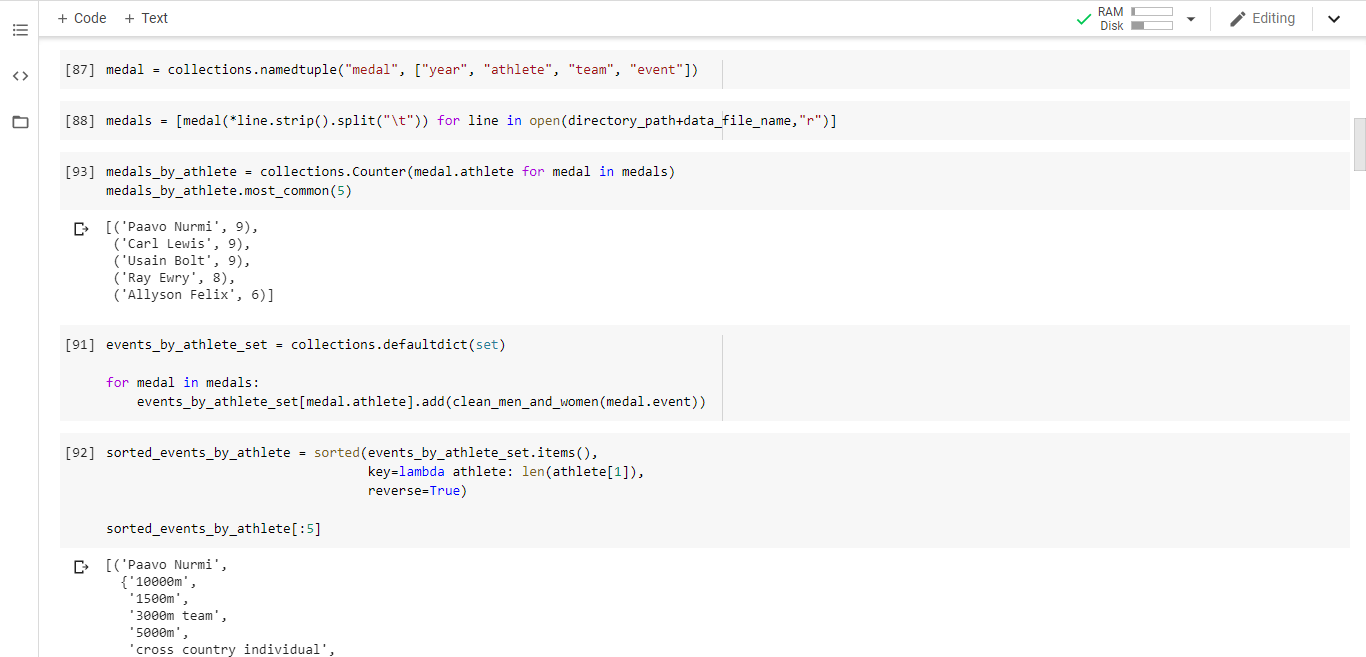 + Code + Text
RAM
Disk
Editing
[87] medal = collections.namedtuple("medal", ["year", "athlete", "team", "event"])
[88] medals = [medal(*line.strip().split("\t")) for line in open(directory_path+data_file_name,"r")]
[93] medals_by_athlete = collections.Counter(medal.athlete for medal in medals)
medals_by_athlete.most_common(5)
[('Paavo Nurmi', 9),
('Carl Lewis', 9),
('Usain Bolt', 9),
('Ray Ewry', 8),
('Allyson Felix', 6)]
[91] events_by_athlete_set = collections.defaultdict(set)
for medal in medals:
events_by_athlete_set[medal.athlete].add(clean_men_and_women(medal.event))
[92] sorted_events_by_athlete = sorted(events_by_athlete_set.items(),
key=lambda athlete: len(athlete[1]),
reverse=True)
sorted_events_by_athlete[:5]
[('Paavo Nurmi',
{'10000m',
'1500m',
'3000m team',
'5000m',
'cross country individual',